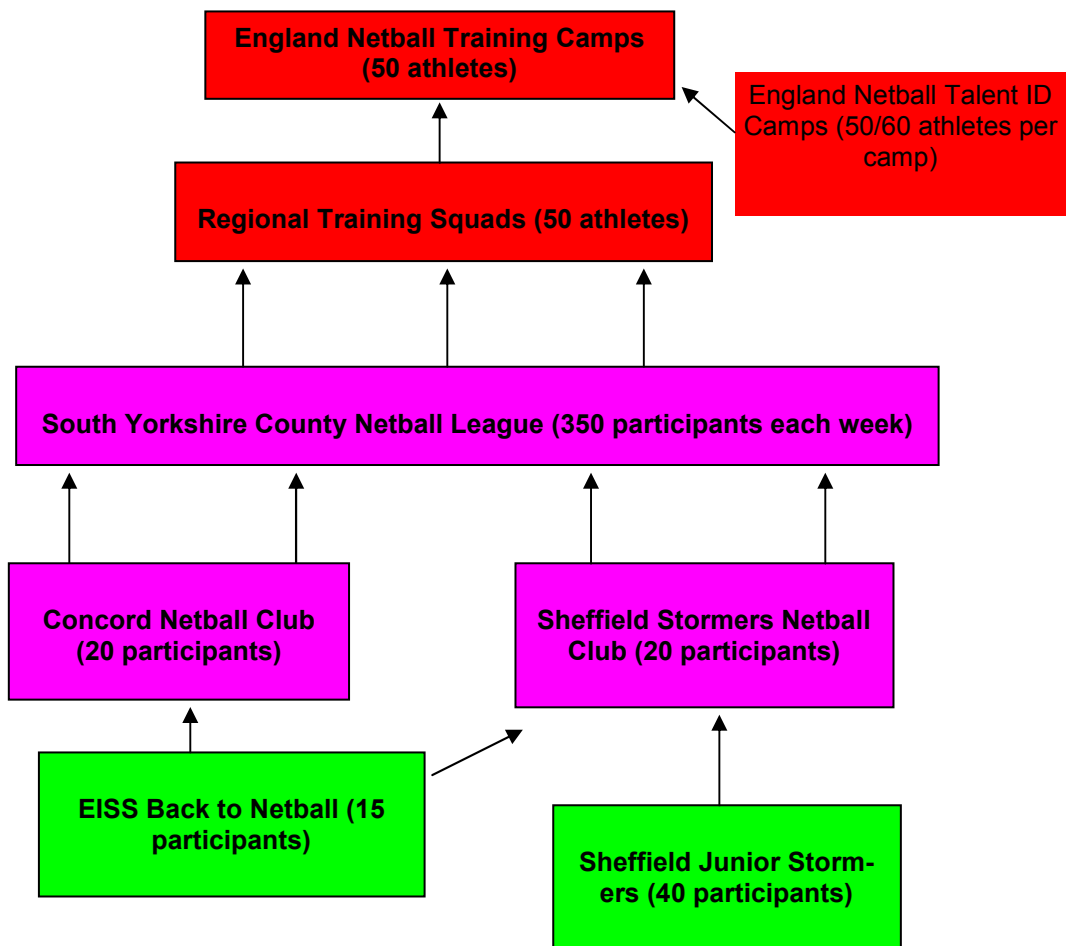 England Netball Training Camps
(50 athletes)
England Netball Talent ID
Camps (50/60 athletes per
camp)
Regional Training Squads (50 athletes)
South Yorkshire County Netball League (350 participants each week)
Concord Netball Club
(20 participants)
Sheffield Stormers Netball
Club (20 participants)
EISS Back to Netball (15
participants)
Sheffield Junior Storm-
ers (40 participants)